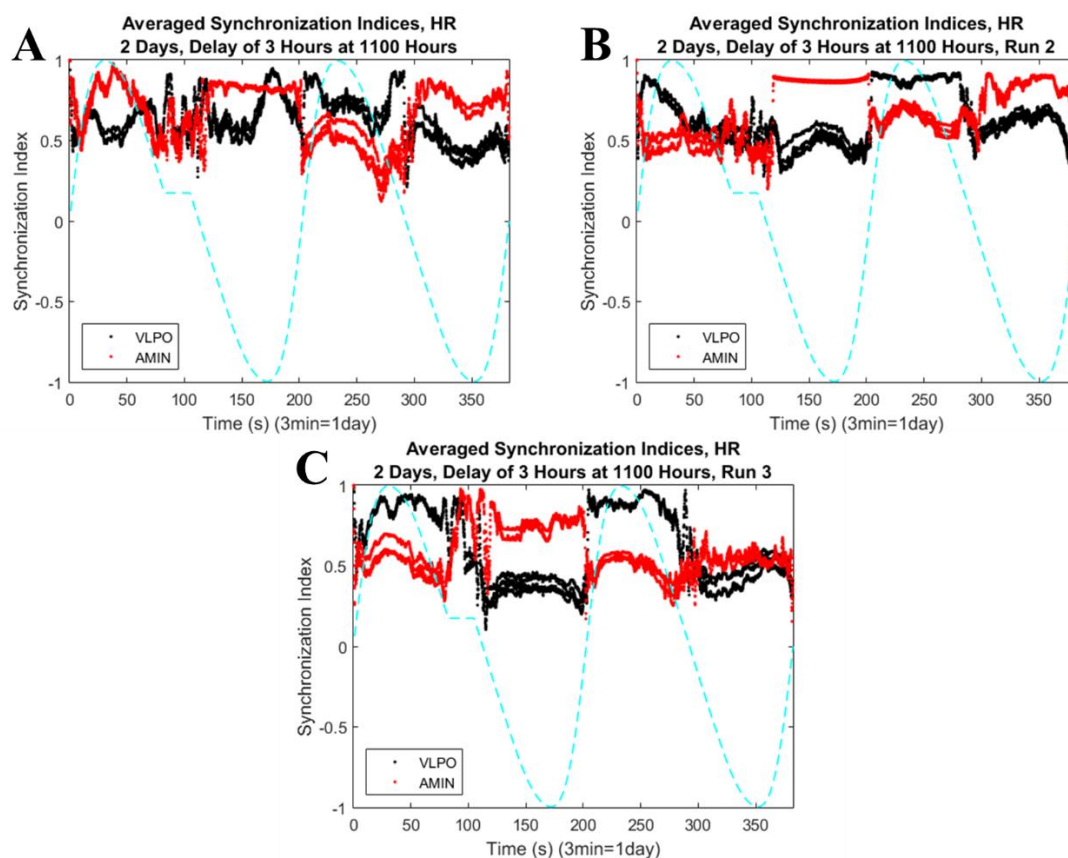 A
Averaged Synchronization Indices, HR
2 Days, Delay of 3 Hours at 1100 Hours
Synchronization Index
1
0.5
0
-0.5
-1
VLPO
AMIN
0 50 100 150 200 250 300 350
Time (s) (3min=1day)
B
Averaged Synchronization Indices, HR
2 Days, Delay of 3 Hours at 1100 Hours, Run 2
Synchronization Index
1
0.5
0
-0.5
-1
VLPO
AMIN
0 50 100 150 200 250 300 350
Time (s) (3min=1day)
C
Averaged Synchronization Indices, HR
2 Days, Delay of 3 Hours at 1100 Hours, Run 3
Synchronization Index
1
0.5
0
-0.5
-1
VLPO
AMIN
0 50 100 150 200 250 300 350
Time (s) (3min=1day)